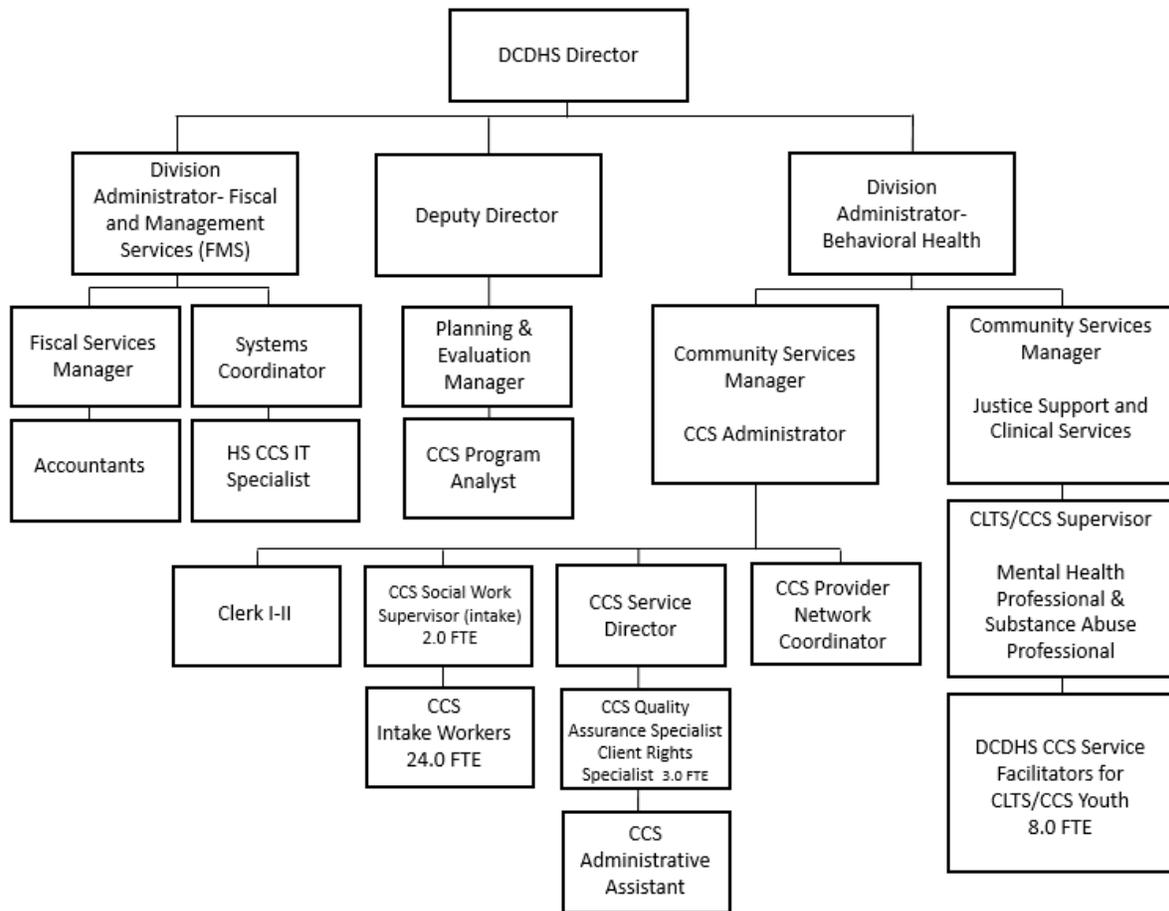 DCDHS Director
Division
Administrator- Fiscal
and Management
Services (FMS)
Deputy Director
Division
Administrator-
Behavioral Health
Fiscal Services
Manager
Systems
Coordinator
Planning &
Evaluation
Manager
Community Services
Manager
CCS Administrator
Community Services
Manager
Justice Support and
Clinical Services
Accountants
HS CCS IT
Specialist
CCS Program
Analyst
CLTS/CCS Supervisor
Mental Health
Professional &
Substance Abuse
Professional
Clerk I-II
CCS Social Work
Supervisor (intake)
2.0 FTE
CCS Service
Director
CCS Provider
Network
Coordinator
CCS
Intake Workers
24.0 FTE
CCS Quality
Assurance Specialist
Client Rights
Specialist 3.0 FTE
DCDHS CCS Service
Facilitators for
CLTS/CCS Youth
8.0 FTE
CCS
Administrative
Assistant